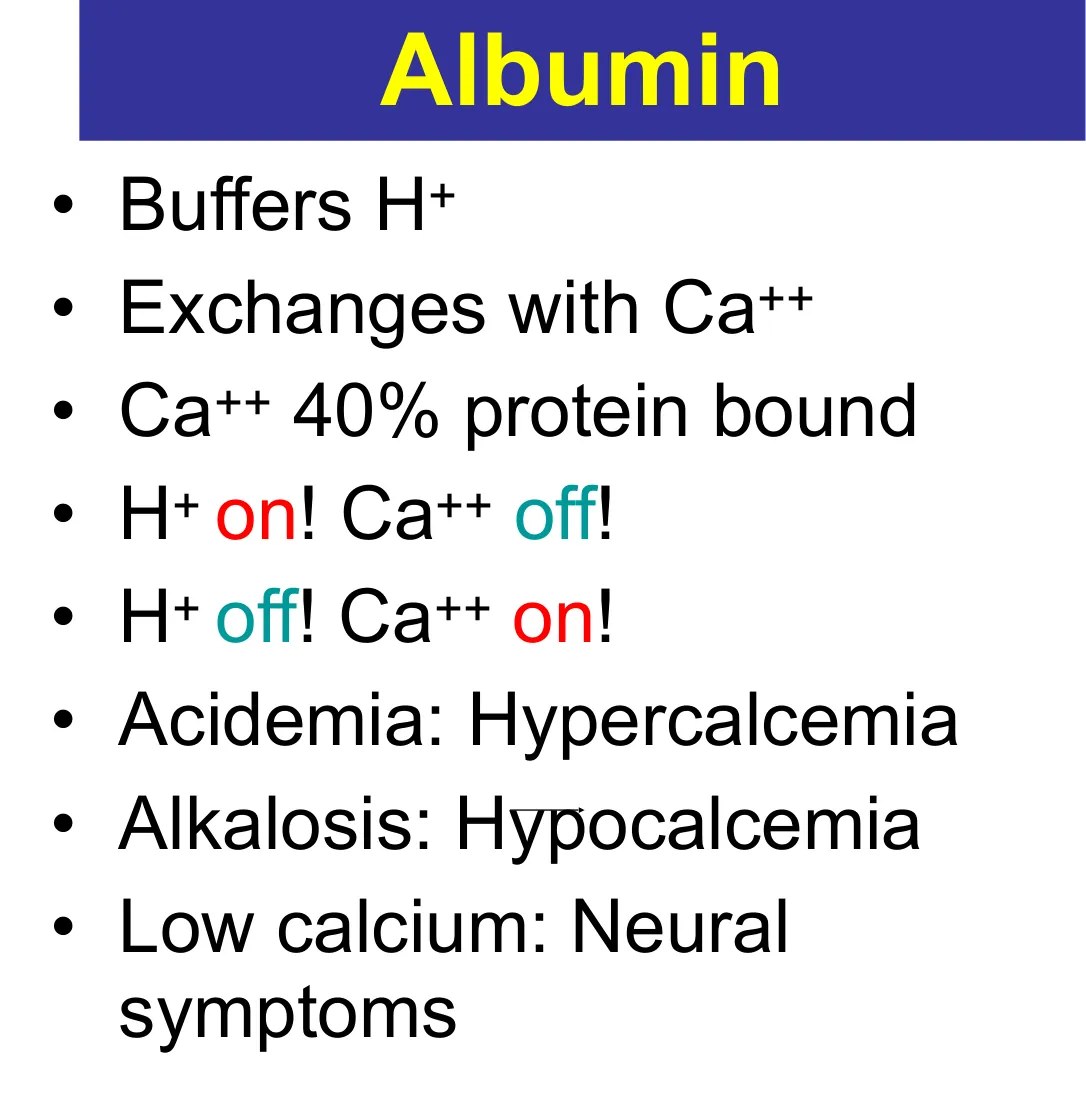 Albumin
• Buffers H⁺
• Exchanges with Ca⁺⁺
• Ca⁺⁺ 40% protein bound
• H⁺ on! Ca⁺⁺ off!
• H⁺ off! Ca⁺⁺ on!
• Acidemia: Hypercalcemia
• Alkalosis: Hypocalcemia
• Low calcium: Neural
symptoms